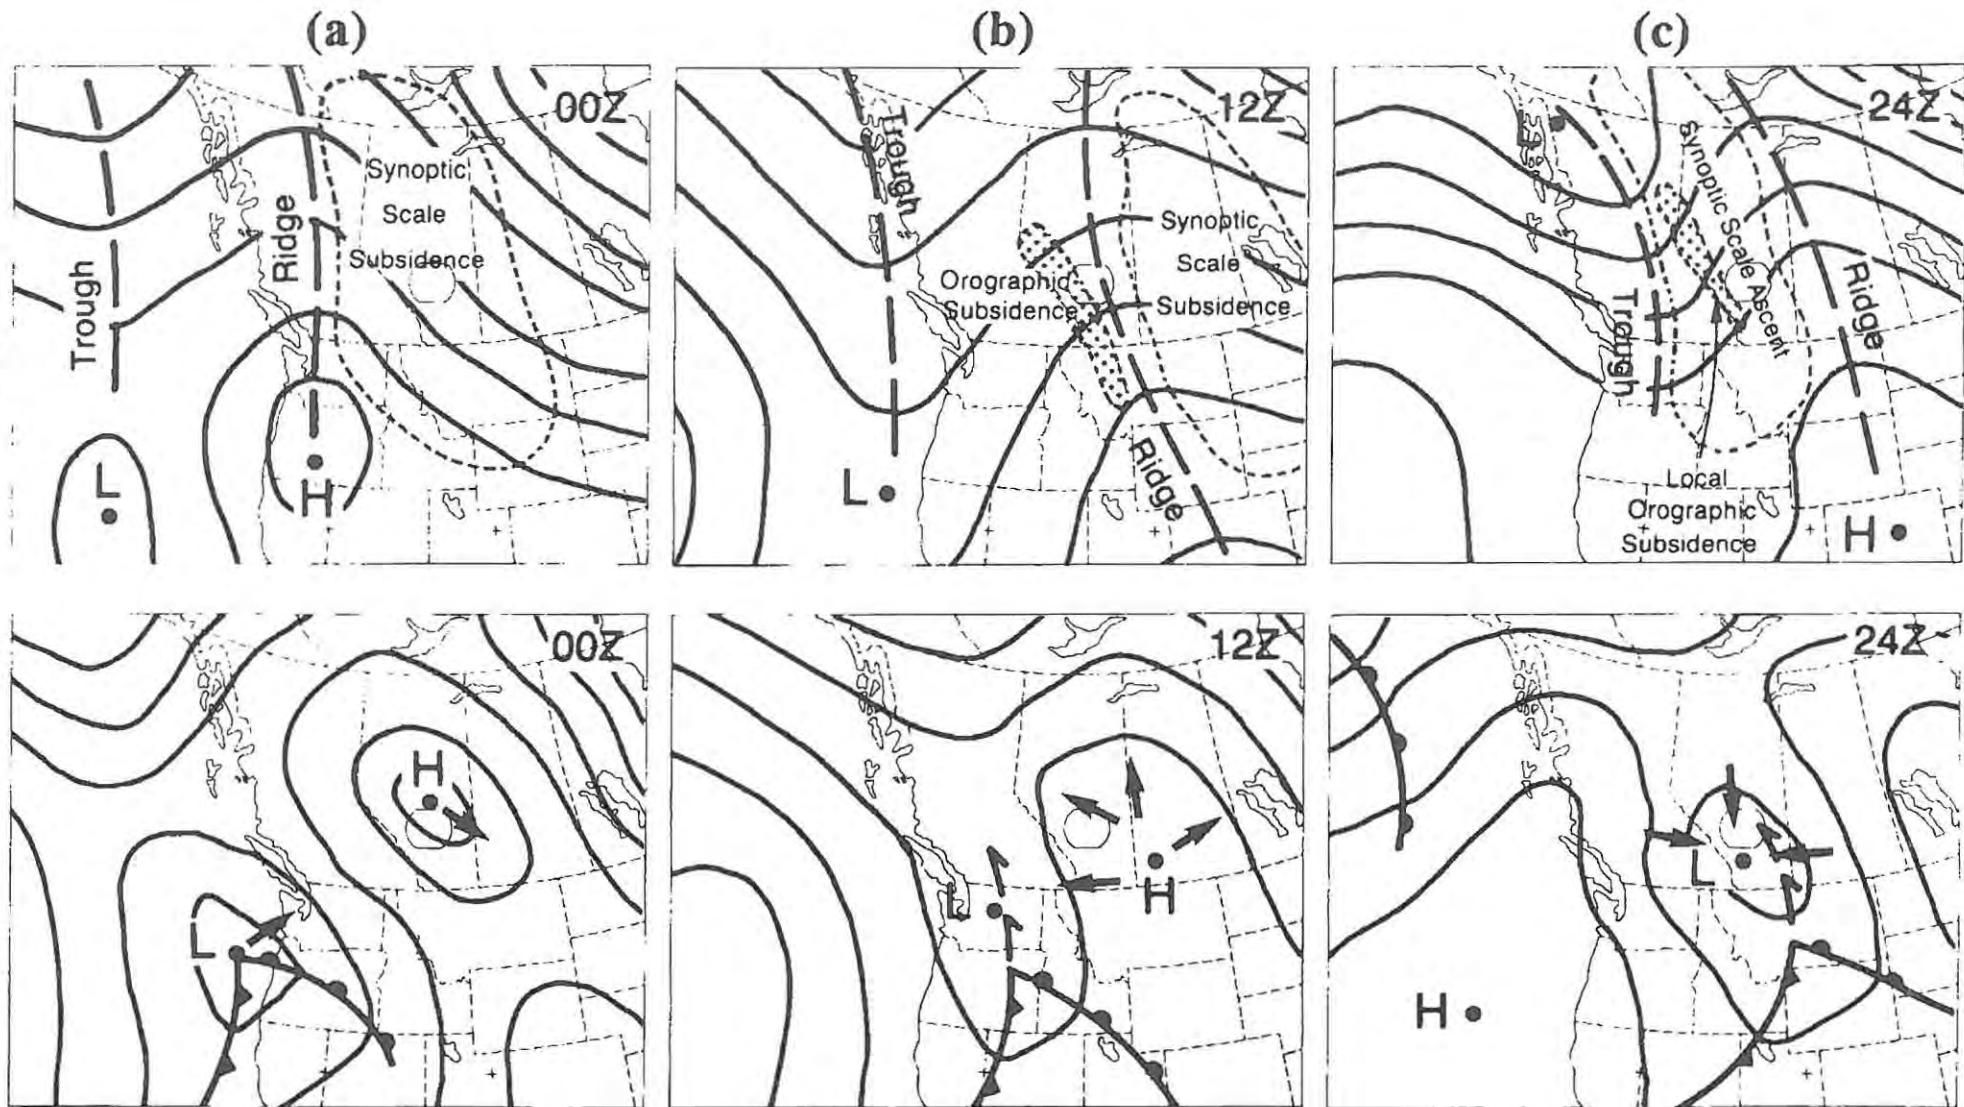 (a)
(b)
(c)
00Z
Synoptic
Scale
Subsidence
Ridge
Trough
L
H
12Z
Trough
Synoptic
Scale
Subsidence
Orographic
Subsidence
Ridge
L
24Z
L
Synoptic Scale Ascent
Trough
Ridge
Local
Orographic
Subsidence
H
00Z
H
L
12Z
L
H
24Z
L
H